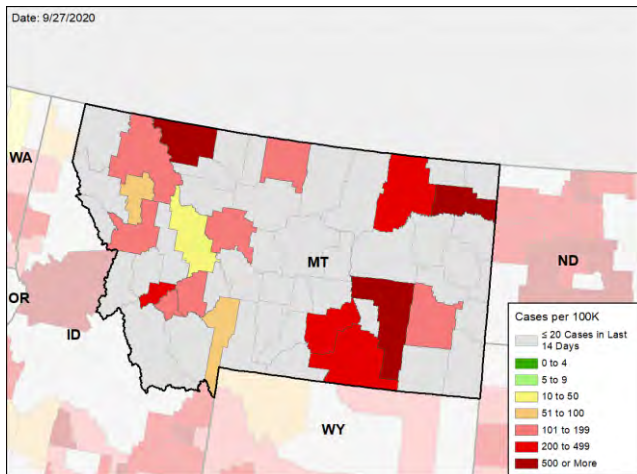 Date: 9/27/2020
WA
MT
ND
OR
ID
WY
Cases per 100K
≤ 20 Cases in Last
14 Days
0 to 4
5 to 9
10 to 50
51 to 100
101 to 199
200 to 499
500 or More